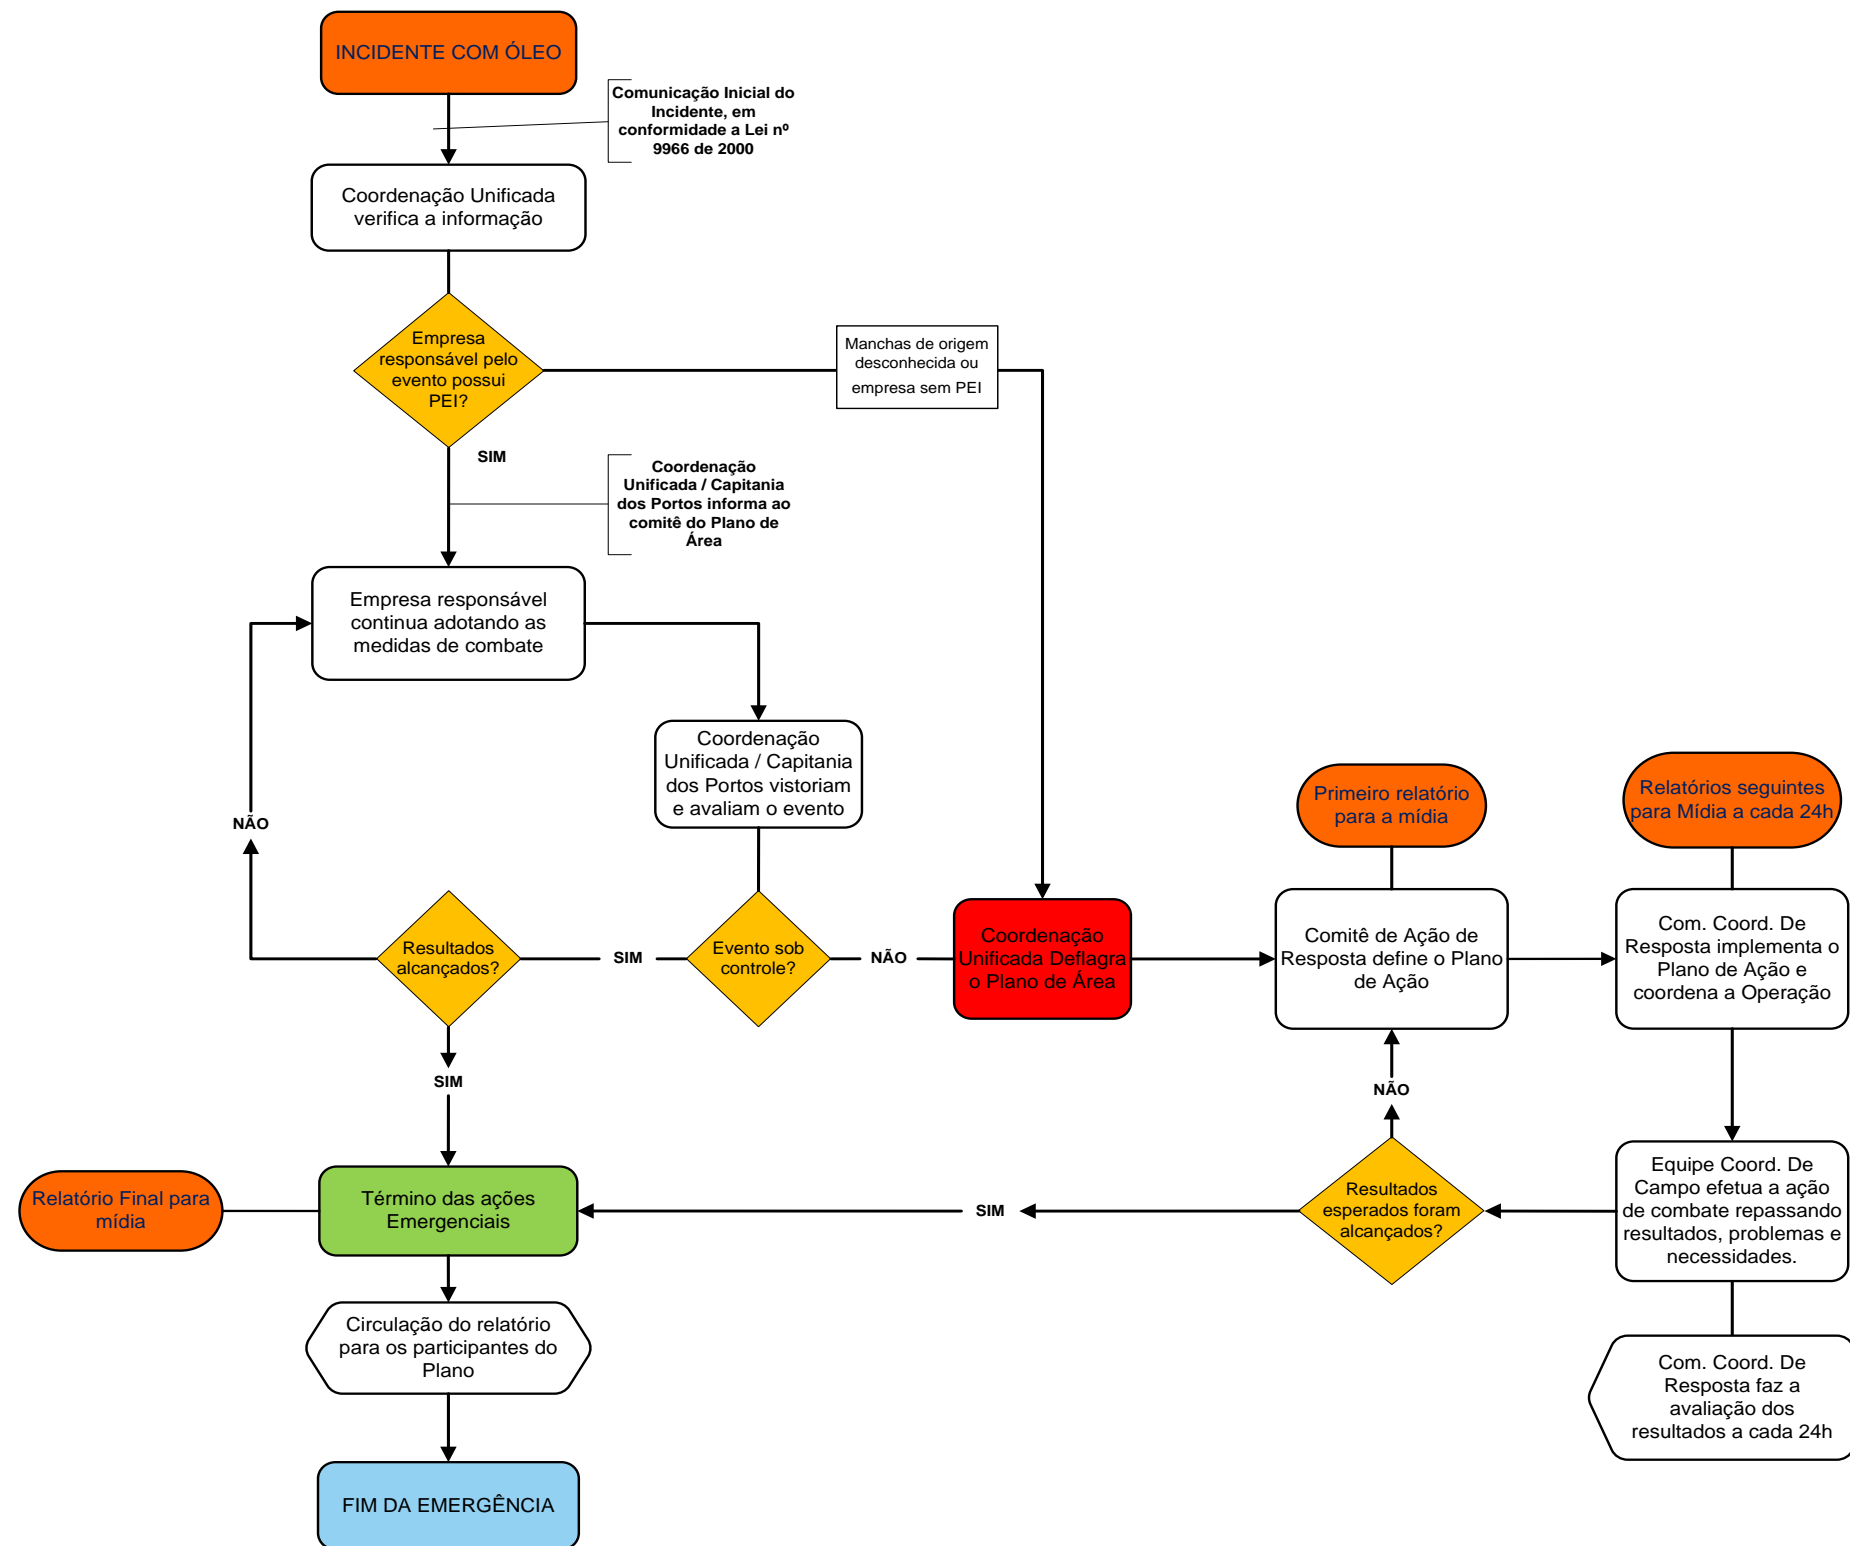 INCIDENTE COM ÓLEO
Comunicação Inicial do
Incidente, em
conformidade a Lei nº
9966 de 2000
Coordenação Unificada
verifica a informação
Empresa
responsável pelo
evento possui
PEI?
Manchas de origem
desconhecida ou
empresa sem PEI
SIM
Coordenação
Unificada / Capitania
dos Portos informa ao
comitê do Plano de
Área
Empresa responsável
continua adotando as
medidas de combate
Coordenação
Unificada / Capitania
dos Portos vistoriam
e avaliam o evento
NÃO
Primeiro relatório
para a mídia
Relatórios seguintes
para Mídia a cada 24h
Resultados
alcançados?
SIM
Evento sob
controle?
NÃO
Coordenação
Unificada Deflagra
o Plano de Área
Comitê de Ação de
Resposta define o Plano
de Ação
Com. Coord. De
Resposta implementa o
Plano de Ação e
coordena a Operação
SIM
NÃO
Relatório Final para
mídia
Término das ações
Emergenciais
SIM
Resultados
esperados foram
alcançados?
Equipe Coord. De
Campo efetua a ação
de combate repassando
resultados, problemas e
necessidades.
Circulação do relatório
para os participantes do
Plano
Com. Coord. De
Resposta faz a
avaliação dos
resultados a cada 24h
FIM DA EMERGÊNCIA